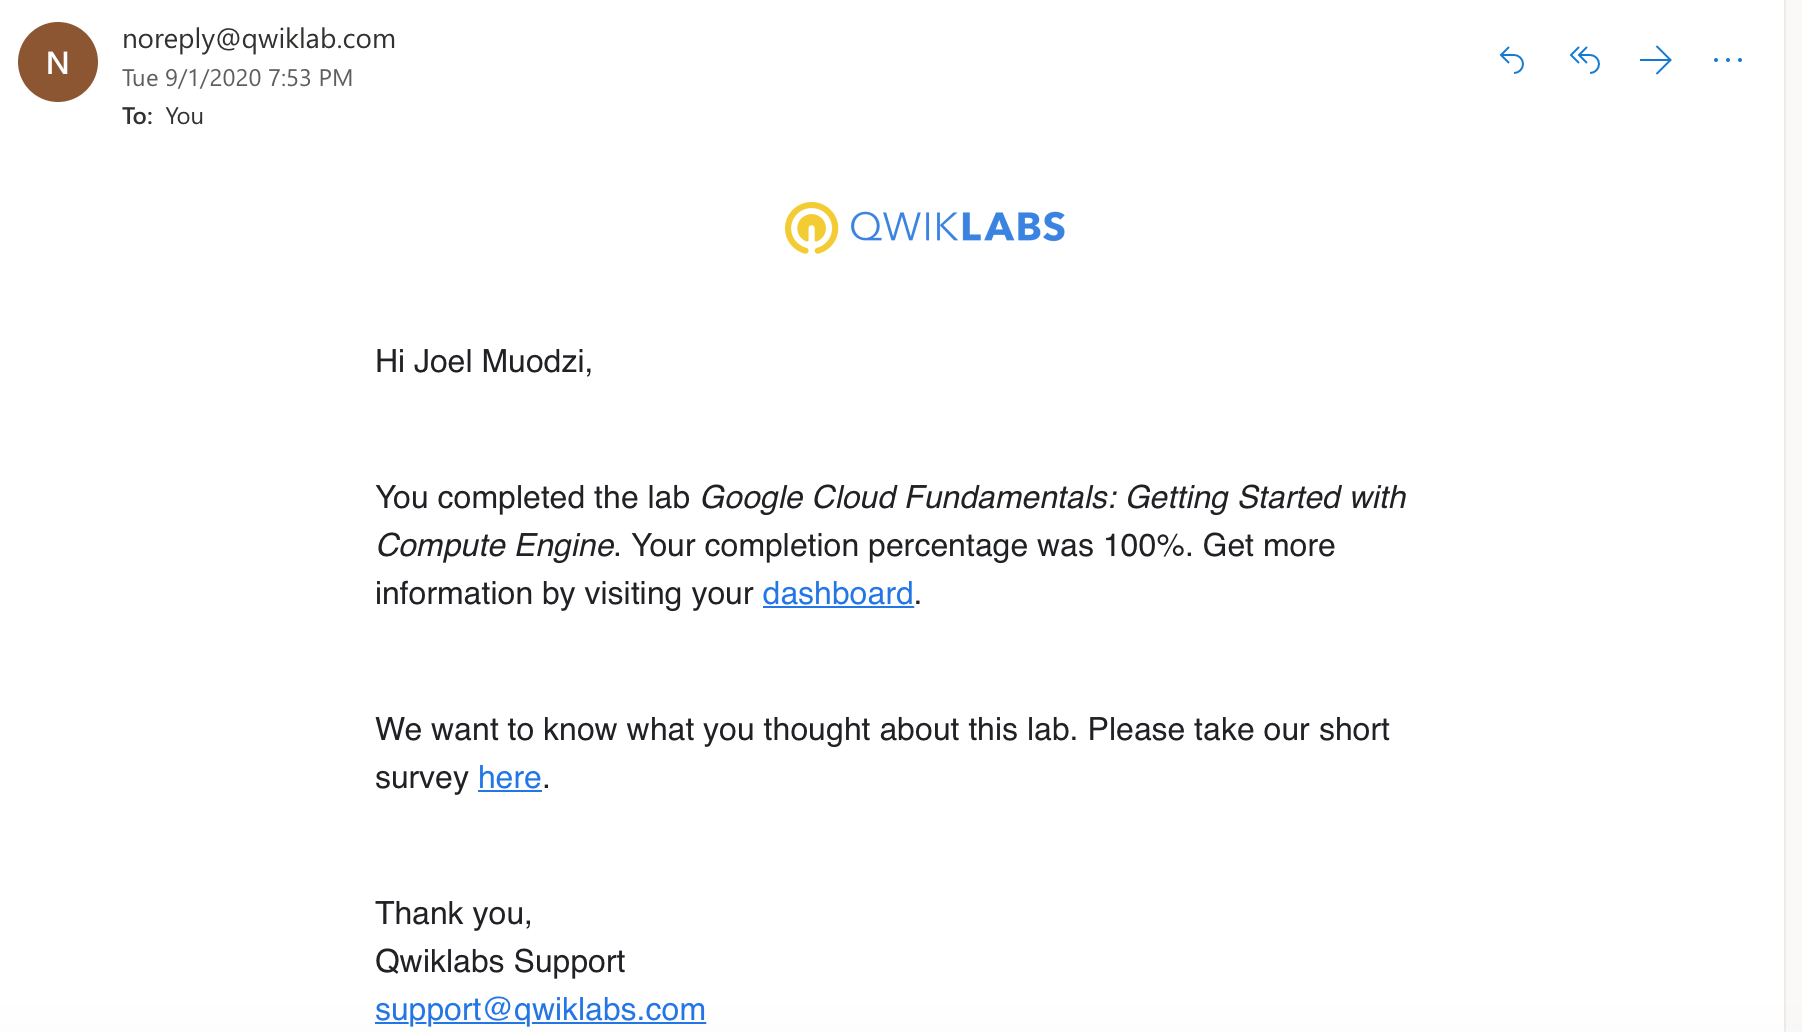 N
noreply@qwiklab.com
Tue 9/1/2020 7:53 PM
To: You
QWIKLABS
Hi Joel Muodzi,
You completed the lab Google Cloud Fundamentals: Getting Started with
Compute Engine. Your completion percentage was 100%. Get more
information by visiting your dashboard.
We want to know what you thought about this lab. Please take our short
survey here.
Thank you,
Qwiklabs Support
support@qwiklabs.com